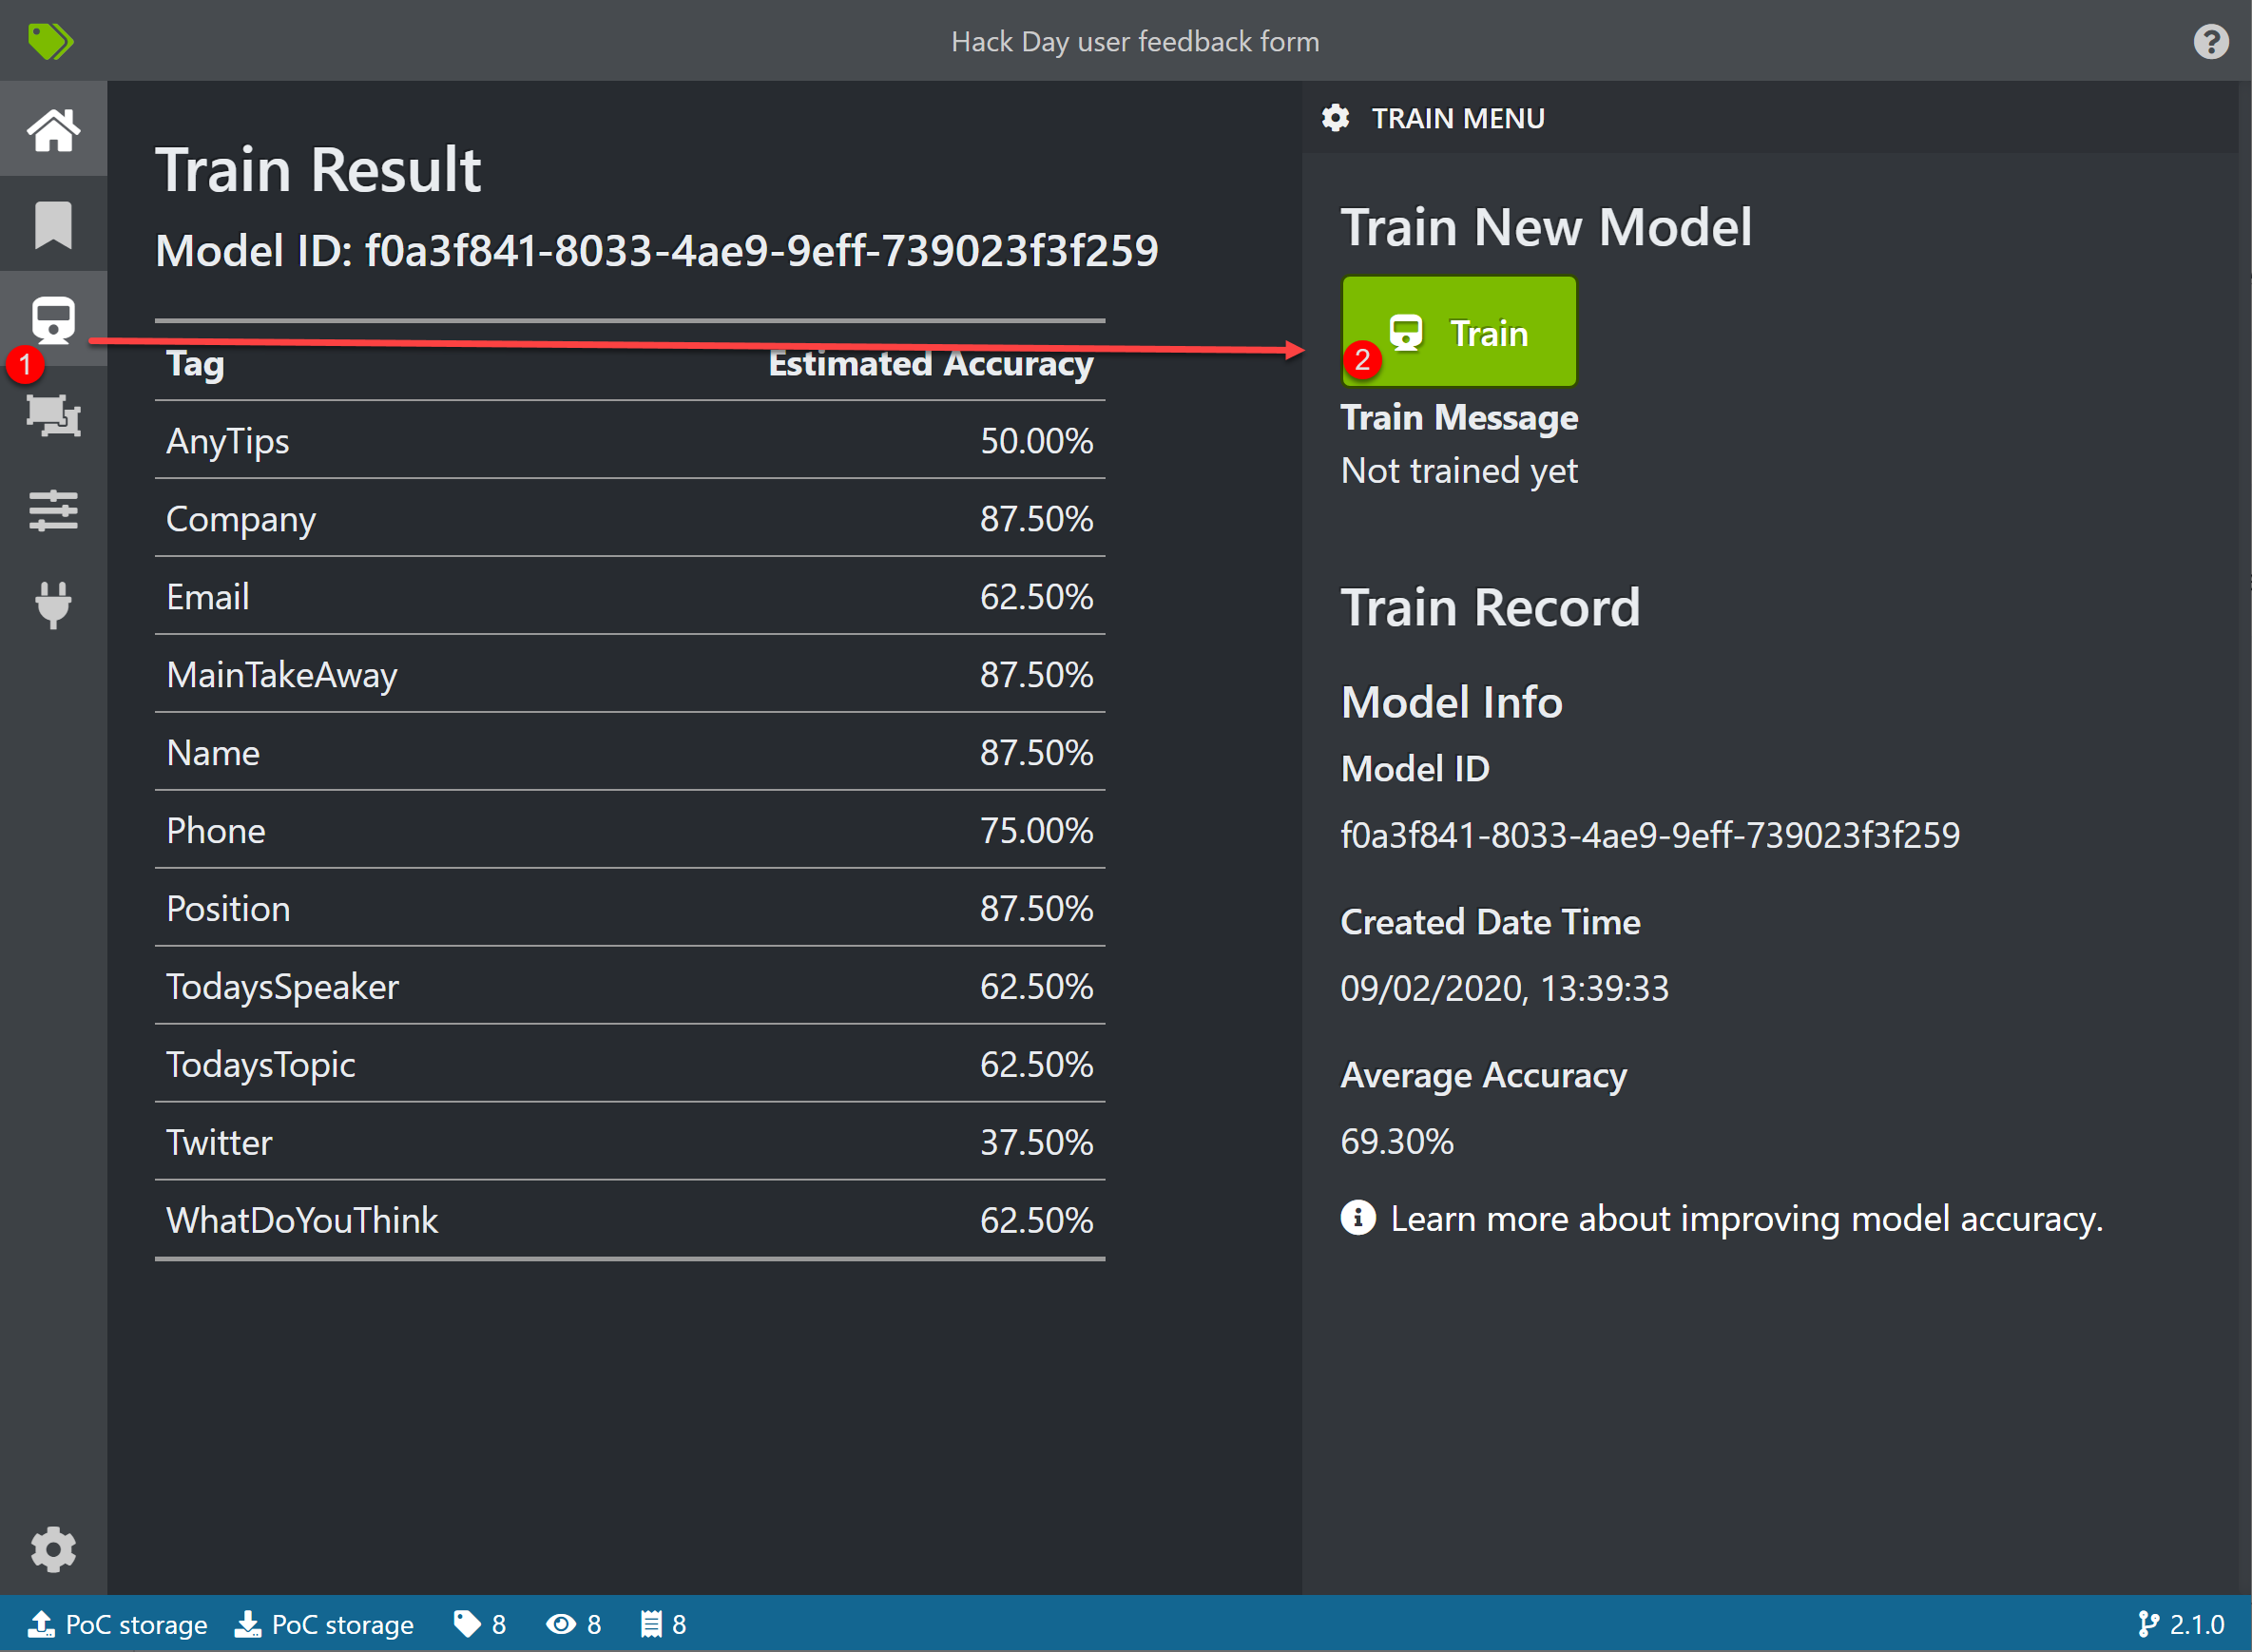 Hack Day user feedback form
Train Result
Model ID: f0a3f841-8033-4ae9-9eff-739023f3f259
1
Tag Estimated Accuracy
AnyTips 50.00%
Company 87.50%
Email 62.50%
MainTakeAway 87.50%
Name 87.50%
Phone 75.00%
Position 87.50%
TodaysSpeaker 62.50%
TodaysTopic 62.50%
Twitter 37.50%
WhatDoYouThink 62.50%
TRAIN MENU
Train New Model
Train
2
Train Message
Not trained yet
Train Record
Model Info
Model ID
f0a3f841-8033-4ae9-9eff-739023f3f259
Created Date Time
09/02/2020, 13:39:33
Average Accuracy
69.30%
Learn more about improving model accuracy.
PoC storage PoC storage 8 8 8 2.1.0